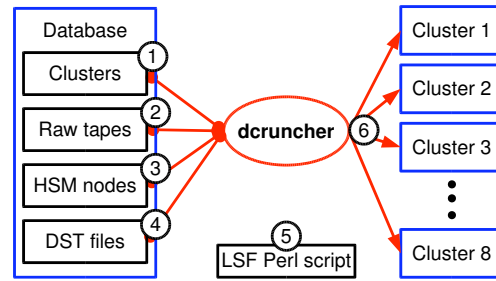 Database
1
Clusters
2
Raw tapes
3
HSM nodes
4
DST files
dcruncher
6
5
LSF Perl script
Cluster 1
Cluster 2
Cluster 3
Cluster 8